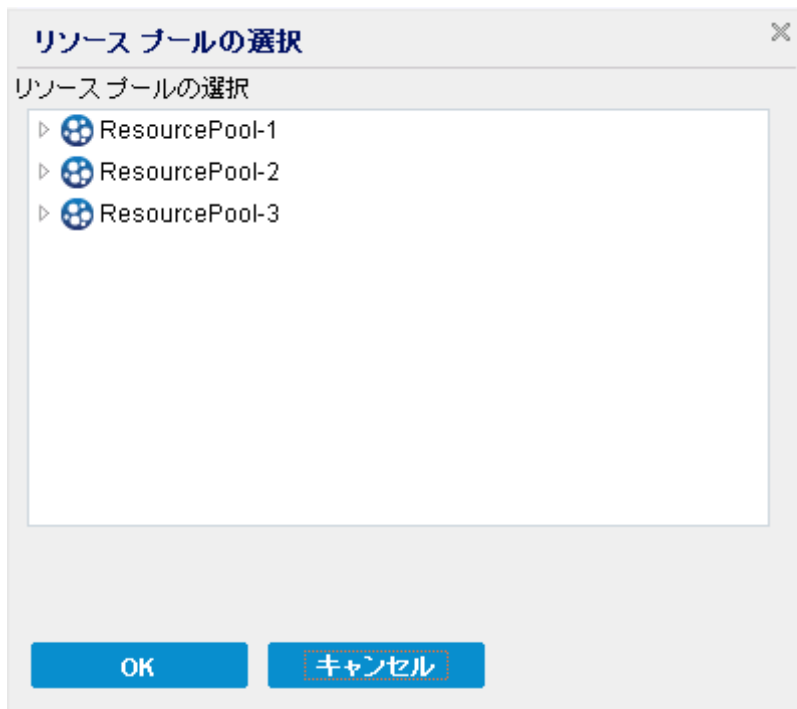 リソース プールの選択
リソース プールの選択
ResourcePool-1
ResourcePool-2
ResourcePool-3
OK
キャンセル